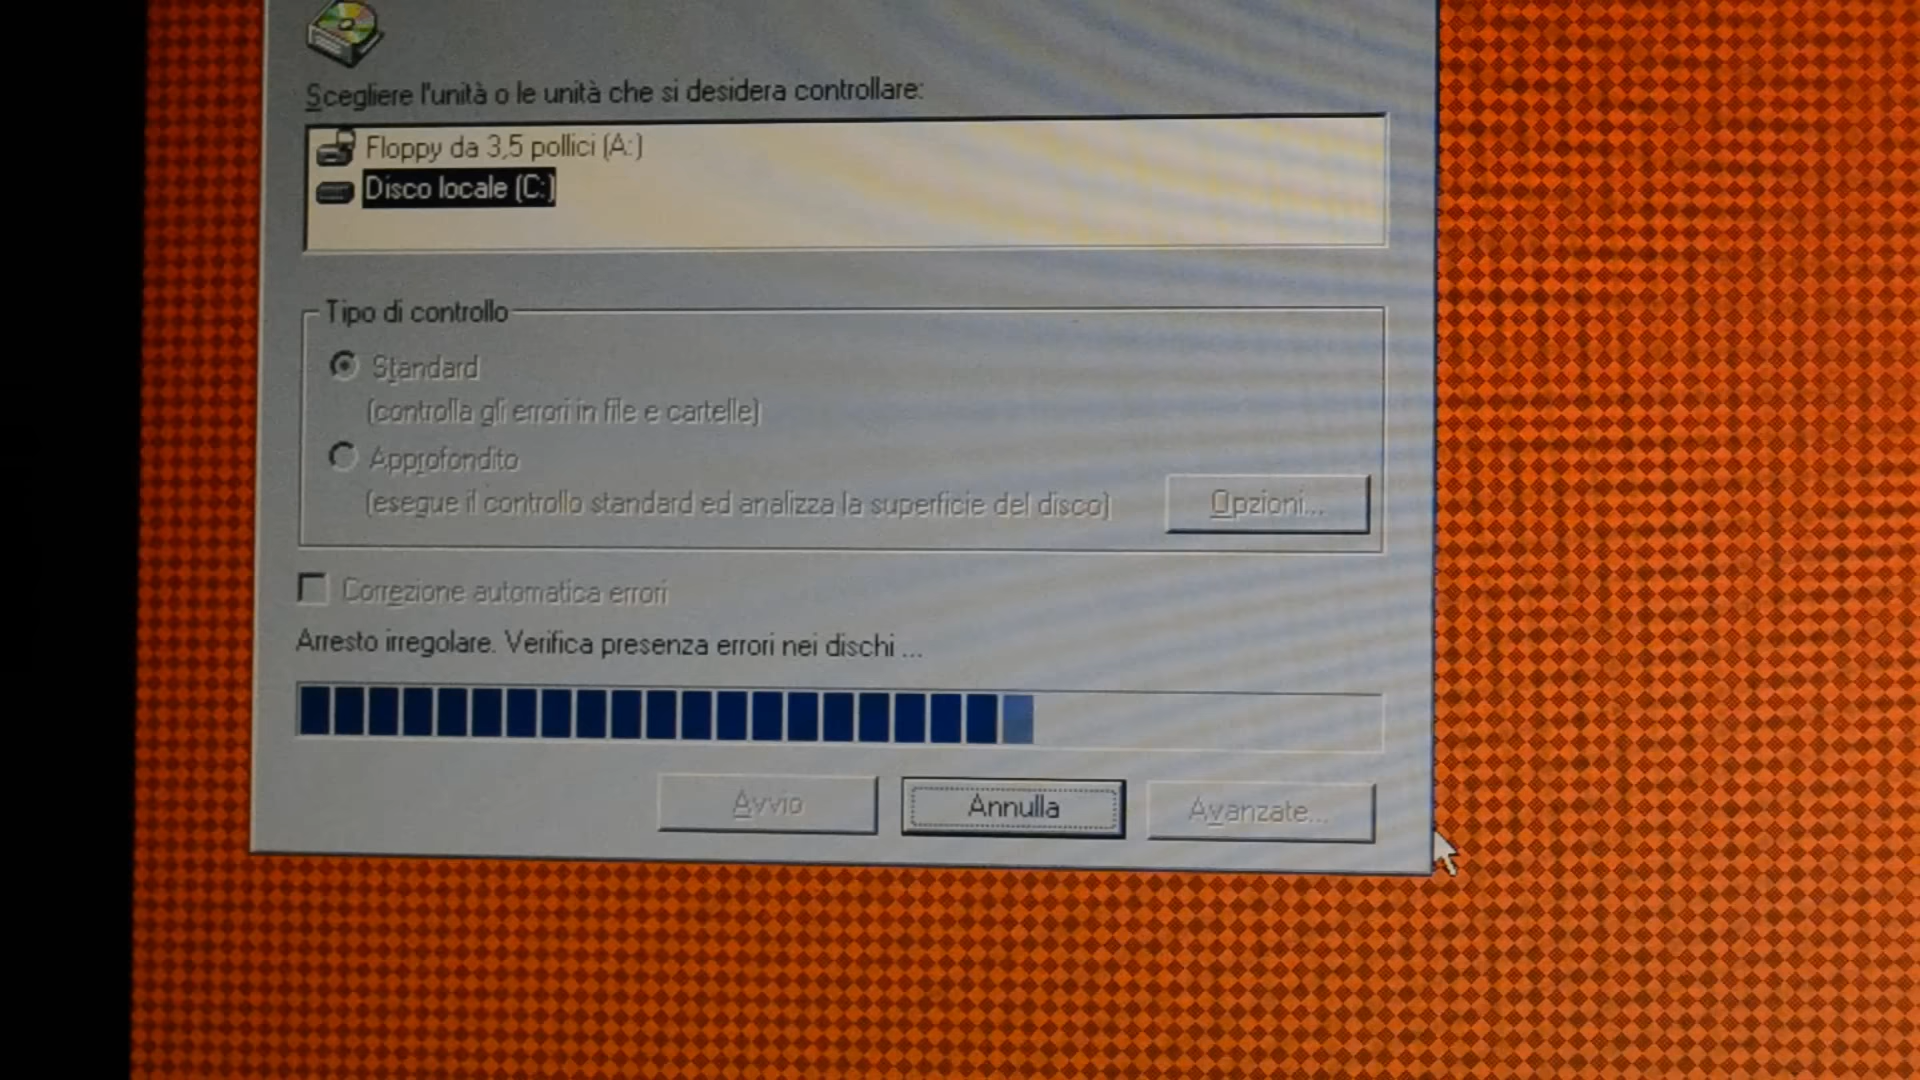 Scegliere l'unità o le unità che si desidera controllare:
Floppy da 3,5 pollici (A:)
Disco locale (C:)
Tipo di controllo
Standard
(controlla gli errori in file e cartelle)
Approfondito
(esegue il controllo standard ed analizza la superficie del disco)
Opzioni...
Correzione automatica errori
Arresto irregolare. Verifica presenza errori nei dischi ...
Avvio
Annulla
Avanzate...